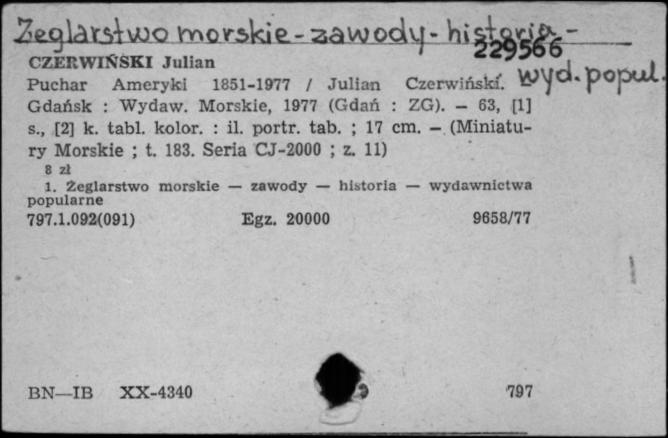 Żeglarstwo morskie - zawody - historia -
229566
wyd. popul.
CZERWIŃSKI Julian
Puchar Ameryki 1851-1977 / Julian Czerwiński.
Gdańsk : Wydaw. Morskie, 1977 (Gdań : ZG). — 63, [1]
s., [2] k. tabl. kolor. : il. portr. tab. ; 17 cm. — (Miniatu-
ry Morskie ; t. 183. Seria CJ-2000 ; z. 11)
8 zł
1. Żeglarstwo morskie — zawody — historia — wydawnictwa
popularne
797.1.092(091) Egz. 20000 9658/77
BN—IB XX-4340 797